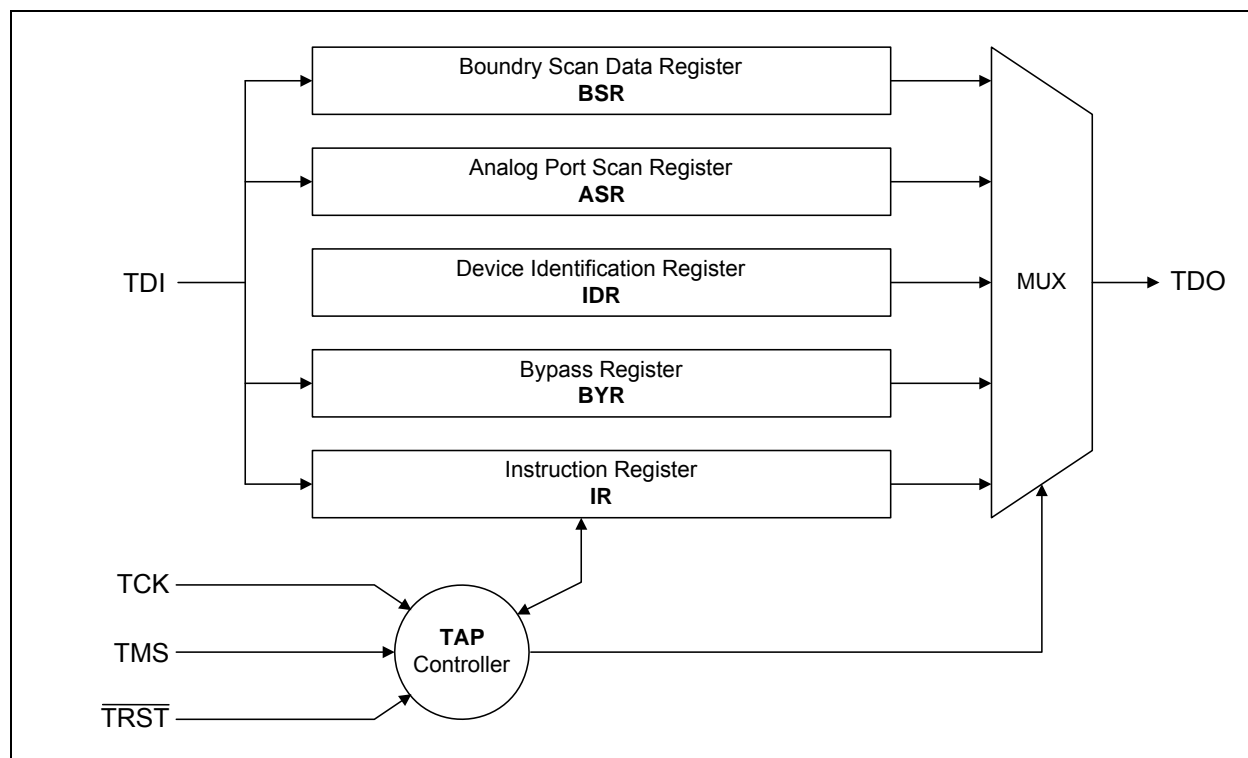 Boundry Scan Data Register
BSR
Analog Port Scan Register
ASR
Device Identification Register
IDR
Bypass Register
BYR
Instruction Register
IR
TDI
MUX
TDO
TCK
TMS
TRST
TAP
Controller